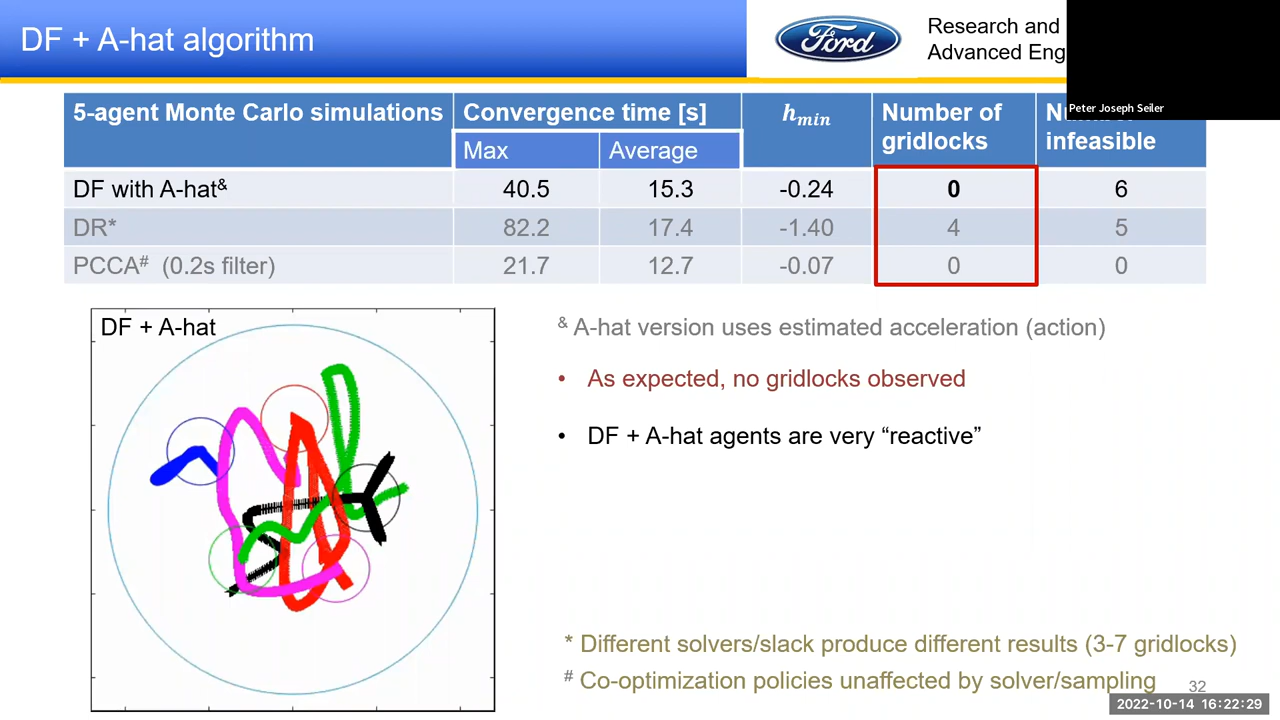 DF + A-hat algorithm
Ford
Research and
Advanced Eng
Peter Joseph Seiler
5-agent Monte Carlo simulations
Convergence time [s]
Max
Average
h_min
Number of
gridlocks
infeasible
DF with A-hat& 40.5 15.3 -0.24 0 6
DR* 82.2 17.4 -1.40 4 5
PCCA# (0.2s filter) 21.7 12.7 -0.07 0 0
DF + A-hat
& A-hat version uses estimated acceleration (action)
• As expected, no gridlocks observed
• DF + A-hat agents are very “reactive”
* Different solvers/slack produce different results (3-7 gridlocks)
# Co-optimization policies unaffected by solver/sampling
32
2022-10-14 16:22:29